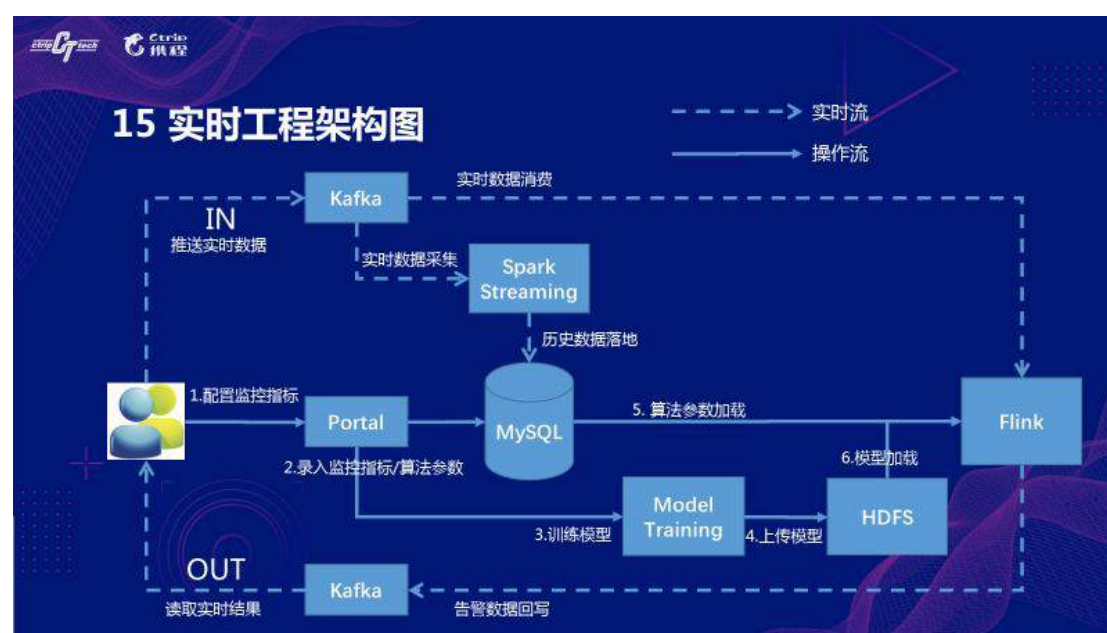 ctrip CT tech
Ctrip
携程
15 实时工程架构图
实时流
操作流
实时数据消费
Kafka
IN
推送实时数据
实时数据采集
Spark
Streaming
历史数据落地
1.配置监控指标
Portal
MySQL
5. 算法参数加载
Flink
2.录入监控指标/算法参数
6.模型加载
Model
Training
HDFS
3.训练模型
4.上传模型
OUT
Kafka
读取实时结果
告警数据回写